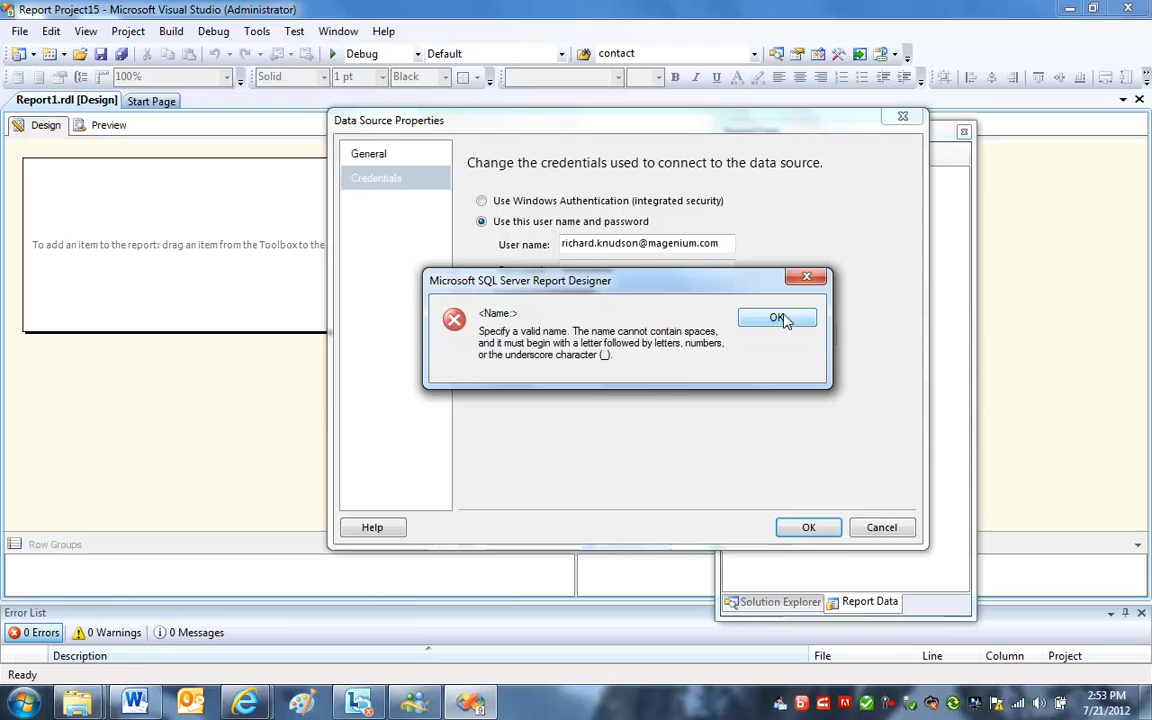 Report Project15 - Microsoft Visual Studio (Administrator)
File Edit View Project Build Debug Tools Test Window Help
Debug Default contact
100% Solid 1 pt Black B I U A
Report1.rdl [Design] Start Page
Design Preview
Data Source Properties
General
Credentials
Change the credentials used to connect to the data source.
Use Windows Authentication (integrated security)
Use this user name and password
User name: richard.knudson@magenium.com
To add an item to the report: drag an item from the Toolbox to the
Microsoft SQL Server Report Designer
<Name:>
OK
Specify a valid name. The name cannot contain spaces,
and it must begin with a letter followed by letters, numbers,
or the underscore character (_).
Help OK Cancel
Row Groups
Solution Explorer Report Data
Error List
0 Errors 0 Warnings 0 Messages
Description File Line Column Project
Ready
2:53 PM
7/21/2012